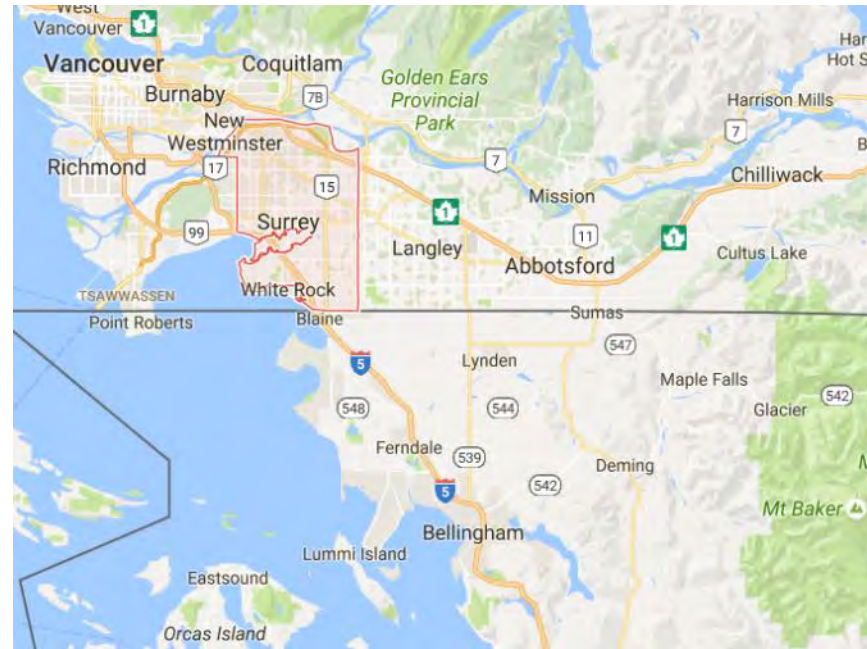 West
Vancouver
1
Vancouver
Coquitlam
7B
Golden Ears
Provincial
Park
Har
Hot S
Burnaby
New
Westminster
Harrison Mills
7
7
Richmond
17
15
Chilliwack
Mission
Surrey
1
11
1
99
Langley
Abbotsford
Cultus Lake
White Rock
TSAWWASSEN
Point Roberts
Blaine
Sumas
547
5
Lynden
Maple Falls
542
548
544
Glacier
Ferndale
539
Deming
5
542
Mt Baker
Bellingham
Lummi Island
Eastsound
Orcas Island